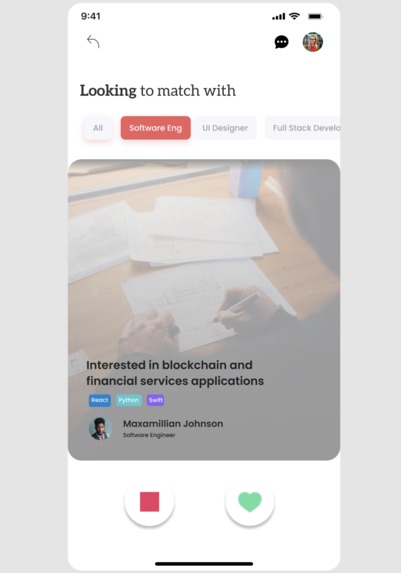 9:41
Looking to match with
All
Software Eng
UI Designer
Full Stack Develo
Interested in blockchain and
financial services applications
React Python Swift
Maxamillian Johnson
Software Engineer